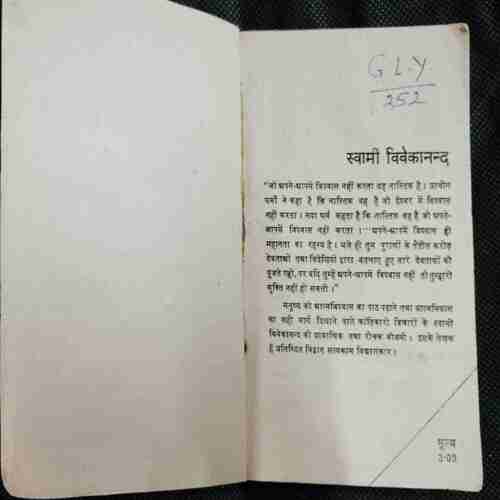 G L.Y.
252
स्वामी विवेकानन्द
"जो अपने-आपमें विश्वास नहीं करता वह नास्तिक है। प्राचीन
धर्मों ने कहा है कि नास्तिक वह है जो ईश्वर में विश्वास
नहीं करता। नया धर्म कहता है कि नास्तिक वह है जो अपने-
आपमें विश्वास नहीं करता।''''अपने-आपमें विश्वास ही
महानता का रहस्य है। भले ही तुम पुराणों के तैंतीस करोड़
देवताओं तथा विदेशियों द्वारा बतलाए हुए सारे देवताओं को
पूजते रहो, पर यदि तुम्हें अपने-आपमें विश्वास नहीं तो तुम्हारी
मुक्ति नहीं हो सकती।"
मनुष्य को आत्मविश्वास का पाठ पढ़ाने तथा आत्मविकास
का सही मार्ग दिखाने वाले क्रांतिकारी विचारों के स्वामी
विवेकानन्द की प्रामाणिक तथा रोचक जीवनी। इसके लेखक
हैं प्रतिष्ठित विद्वान् सत्यकाम विद्यालंकार।
मूल्य
3·00